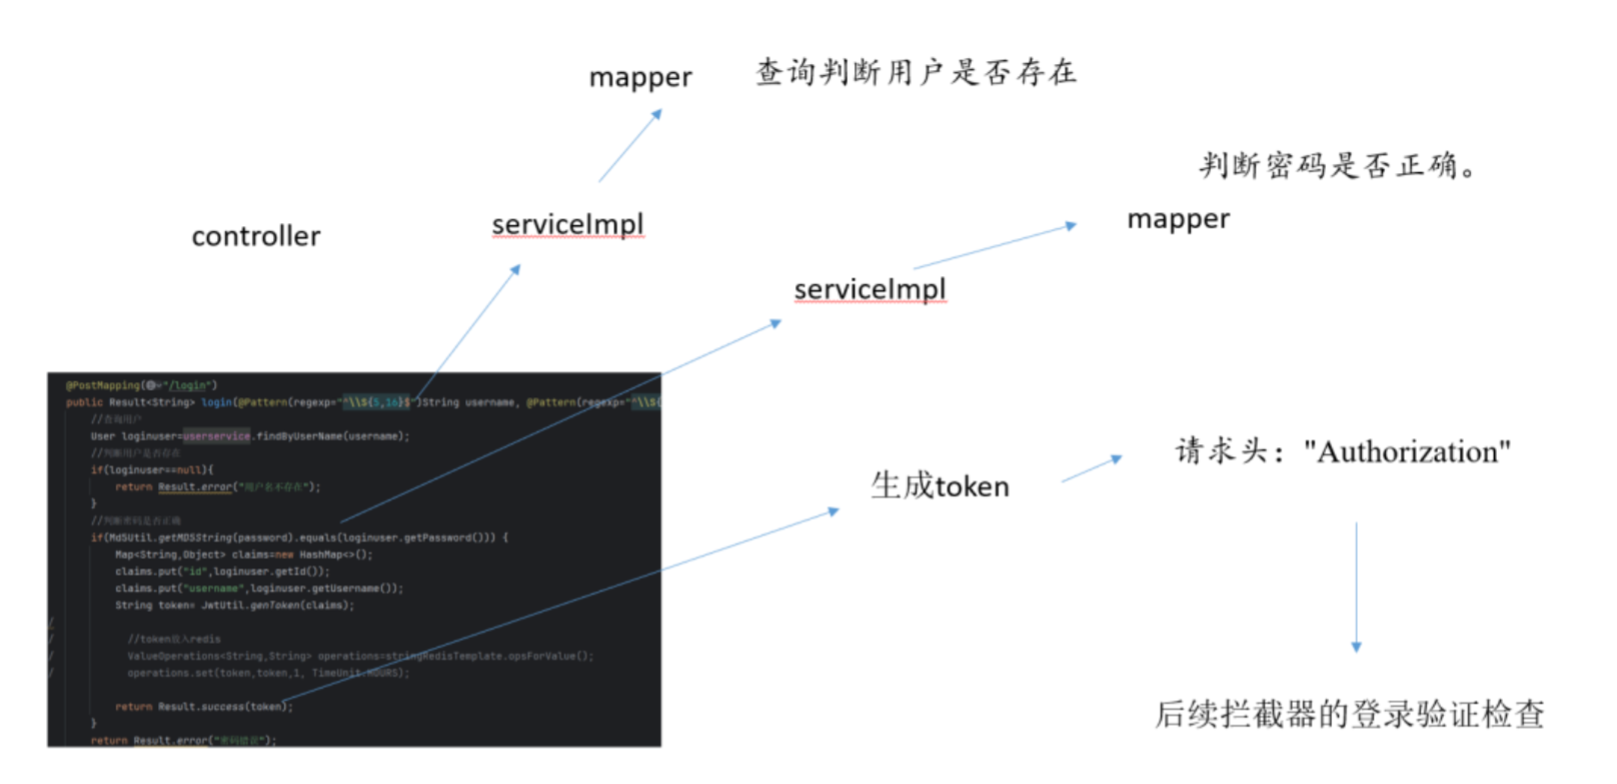 mapper 查询判断用户是否存在
判断密码是否正确。
mapper
controller
serviceImpl
serviceImpl
请求头："Authorization"
生成token
后续拦截器的登录验证检查
@PostMapping("/login")
public Result<String> login(@Pattern(regexp="^\\S{5,16}$")String username, @Pattern(regexp="^\\S{
//查询用户
User loginuser=userservice.findByUserName(username);
//判断用户是否存在
if(loginuser==null){
return Result.error("用户名不存在");
}
//判断密码是否正确
if(Md5Util.getMD5String(password).equals(loginuser.getPassword())) {
Map<String,Object> claims=new HashMap<>();
claims.put("id",loginuser.getId());
claims.put("username",loginuser.getUsername());
String token= JwtUtil.genToken(claims);
//token放入redis
ValueOperations<String,String> operations=stringRedisTemplate.opsForValue();
operations.set(token,token,1, TimeUnit.HOURS);
return Result.success(token);
}
return Result.error("密码错误");